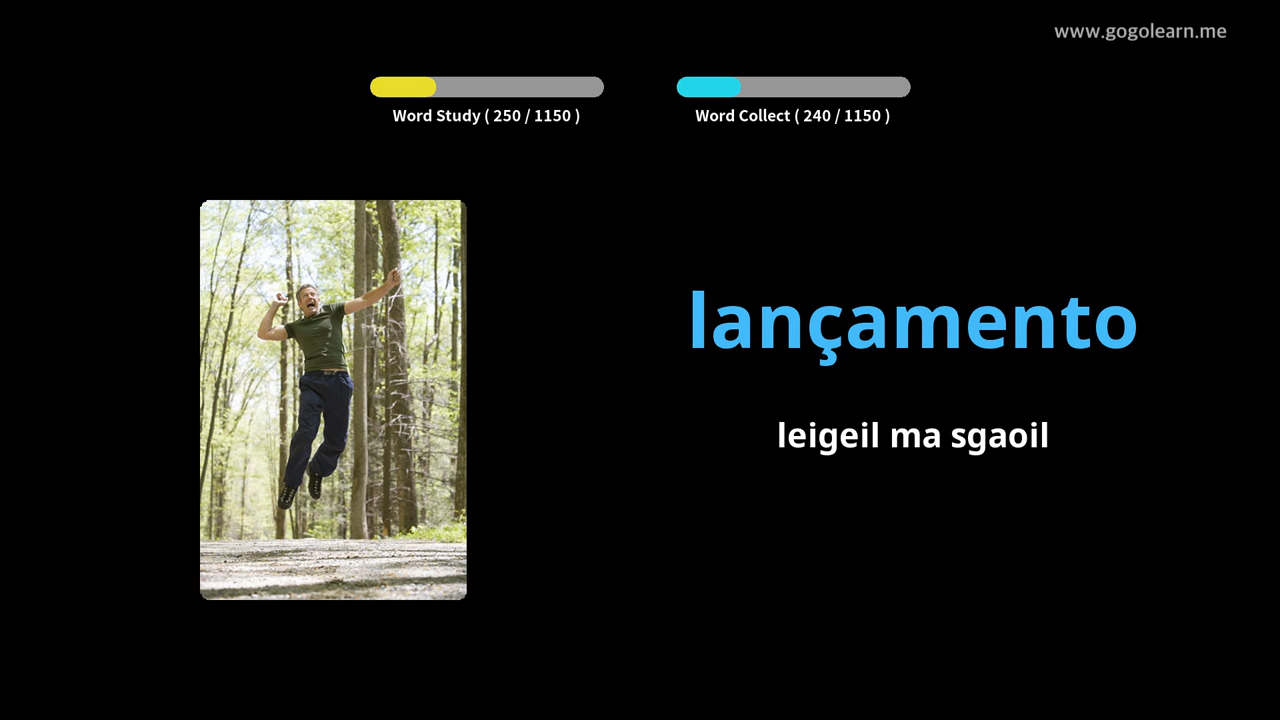 www.gogolearn.me
Word Study ( 250 / 1150 )
Word Collect ( 240 / 1150 )
lançamento
leigeil ma sgaoil